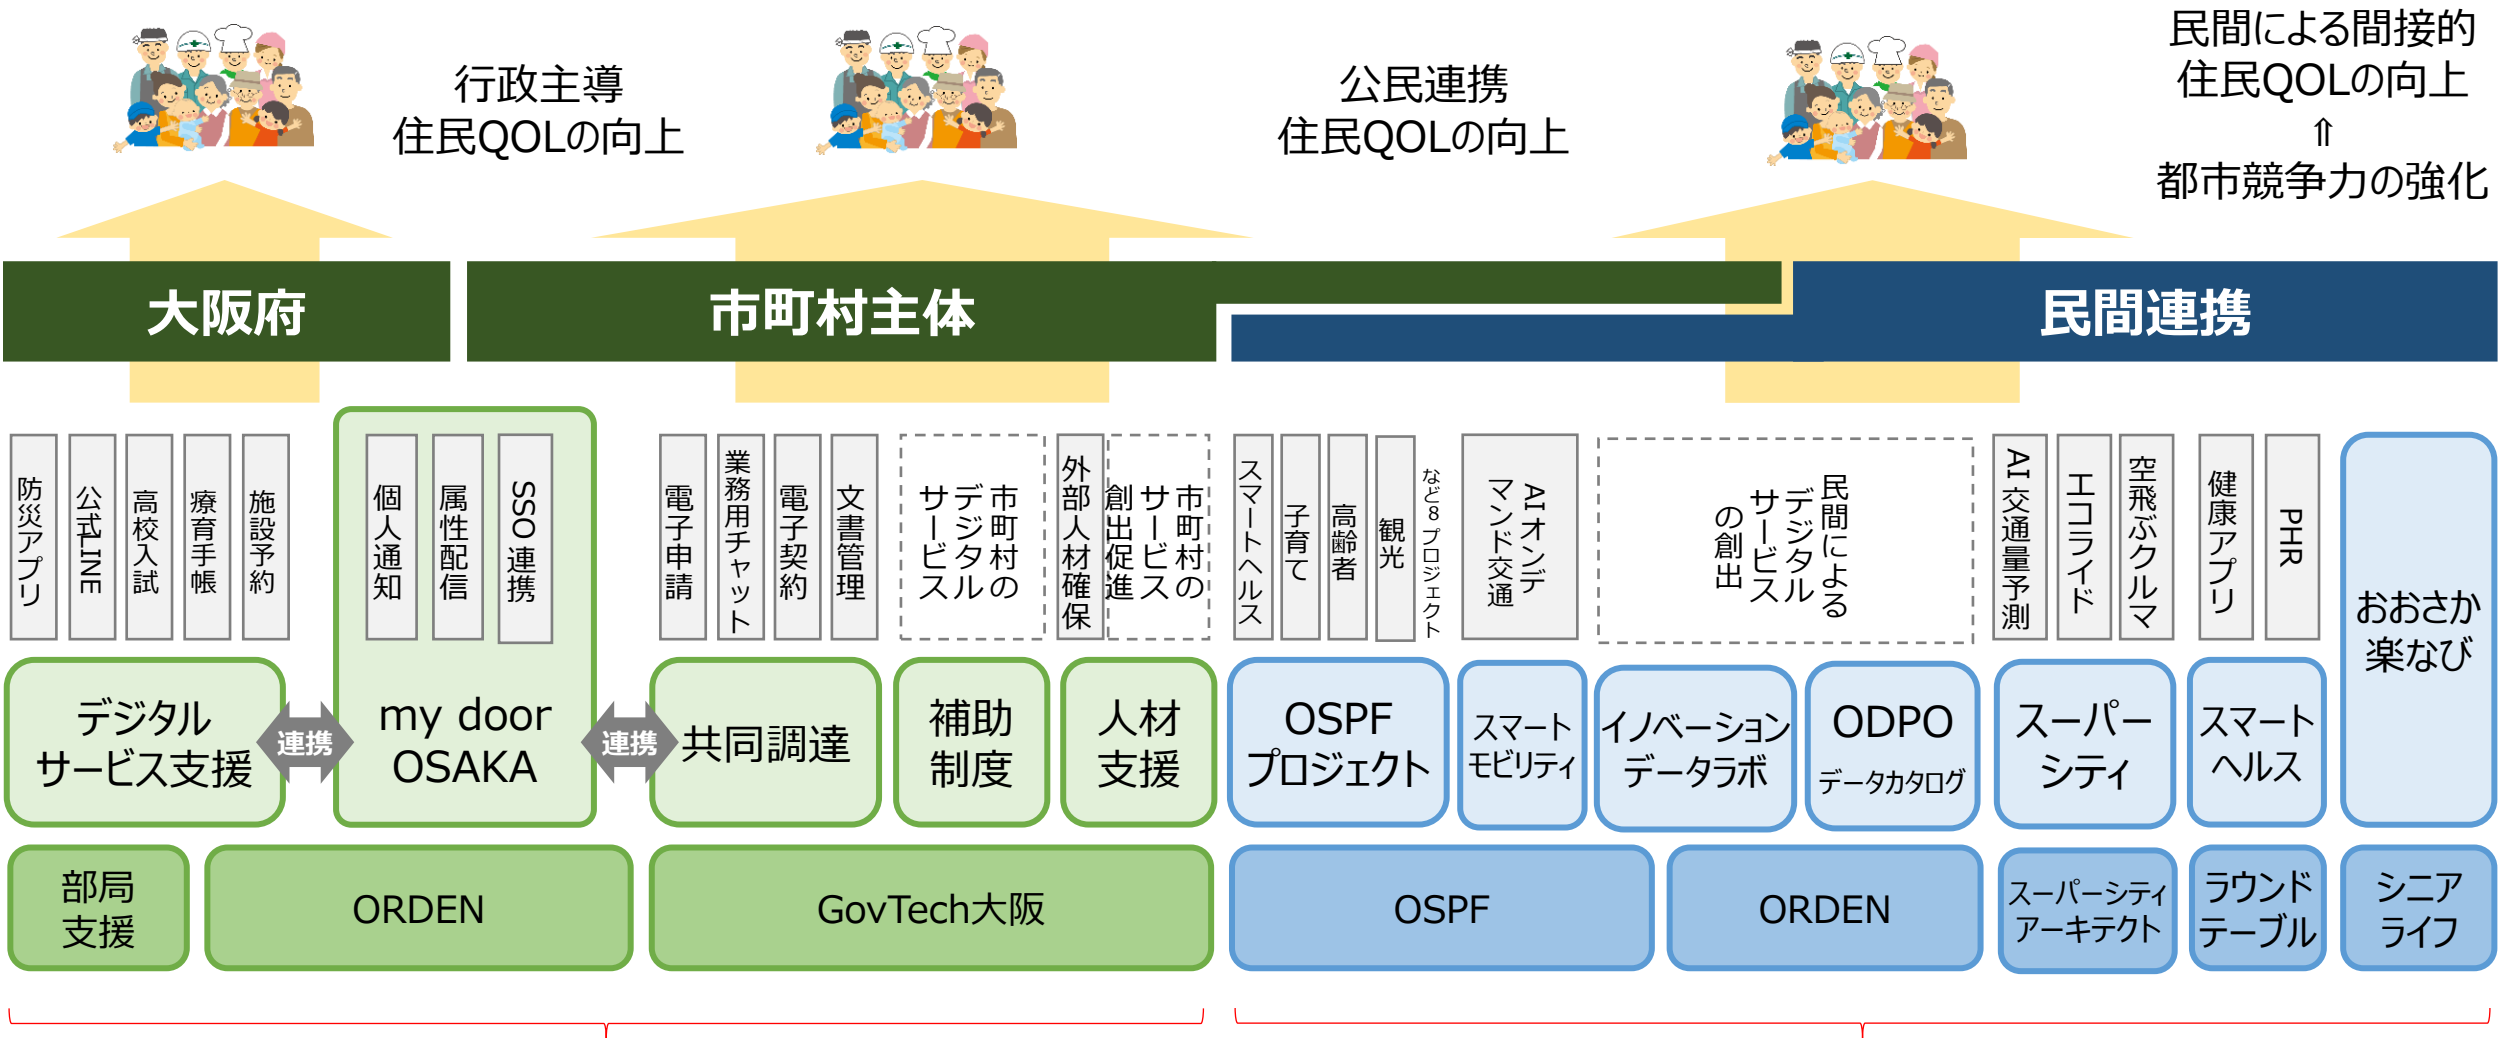 行政主導
住民QOLの向上
公民連携
住民QOLの向上
民間による間接的
住民QOLの向上
⇑
都市競争力の強化
大阪府
市町村主体
民間連携
防災アプリ
公式LINE
高校入試
療育手帳
施設予約
個人通知
属性配信
SSO連携
電子申請
業務用チャット
電子契約
文書管理
市町村の
デジタル
サービス
外部人材確保
市町村の
サービス
創出促進
スマートヘルス
子育て
高齢者
観光
など8プロジェクト
AIオンデ
マンド交通
民間による
デジタル
サービス
の創出
AI交通量予測
エコライド
空飛ぶクルマ
健康アプリ
PHR
おおさか
楽なび
デジタル
サービス支援
連携
my door
OSAKA
連携
共同調達
補助
制度
人材
支援
OSPF
プロジェクト
スマート
モビリティ
イノベーション
データラボ
ODPO
データカタログ
スーパー
シティ
スマート
ヘルス
部局
支援
ORDEN
GovTech大阪
OSPF
ORDEN
スーパーシティ
アーキテクト
ラウンド
テーブル
シニア
ライフ